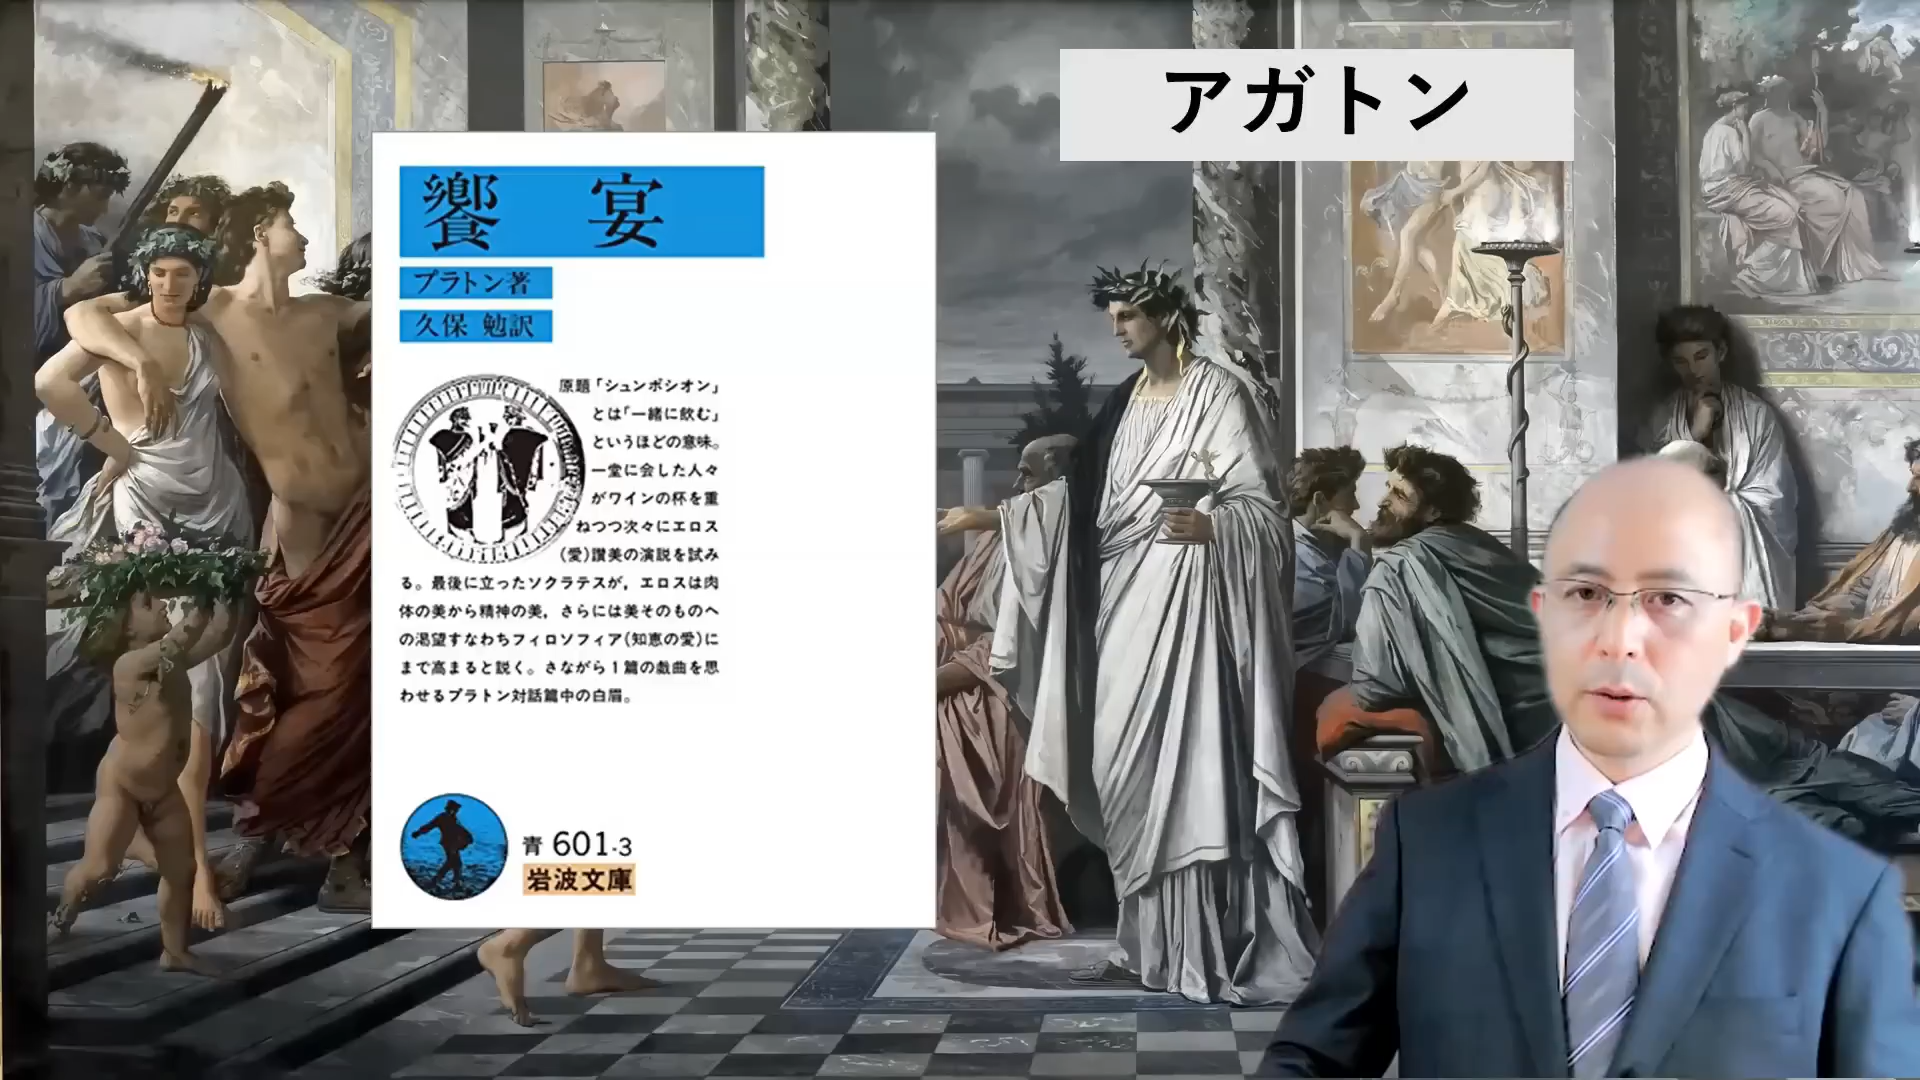 アガトン
饗宴
プラトン著
久保 勉訳
原題「シュンポシオン」
とは「一緒に飲む」
というほどの意味。
一堂に会した人々
がワインの杯を重
ねつつ次々にエロス
(愛)讃美の演説を試み
る。最後に立ったソクラテスが，エロスは肉
体の美から精神の美，さらには美そのものへ
の渇望すなわちフィロソフィア(知恵の愛)に
まで高まると説く。さながら1篇の戯曲を思
わせるプラトン対話篇中の白眉。
青 601-3
岩波文庫